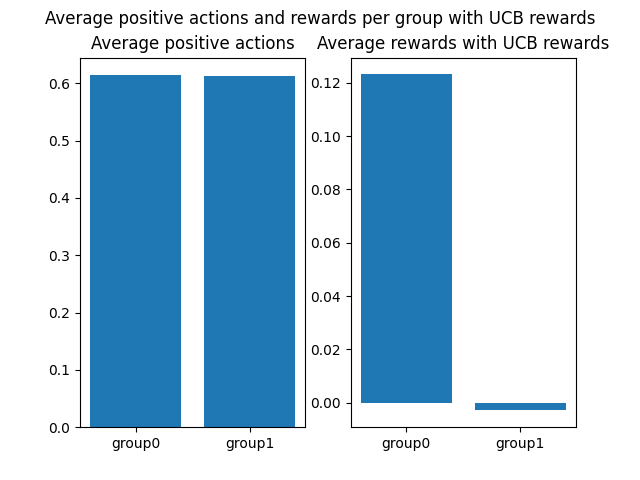 Average positive actions and rewards per group with UCB rewards
Average positive actions
0.6
0.5
0.4
0.3
0.2
0.1
0.0
group0
group1
Average rewards with UCB rewards
0.12
0.10
0.08
0.06
0.04
0.02
0.00
group0
group1